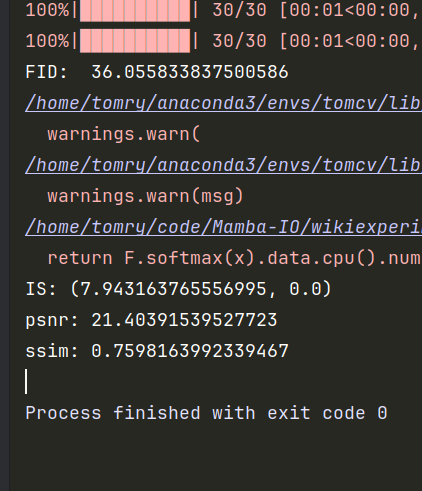 100%|██████████| 30/30 [00:01<00:00,
100%|██████████| 30/30 [00:01<00:00,
FID:  36.055833837500586
/home/tomry/anaconda3/envs/tomcv/lib
  warnings.warn(
/home/tomry/anaconda3/envs/tomcv/lib
  warnings.warn(msg)
/home/tomry/code/Mamba-IO/wikiexperi
  return F.softmax(x).data.cpu().num
IS: (7.943163765556995, 0.0)
psnr: 21.40391539527723
ssim: 0.7598163992339467
Process finished with exit code 0